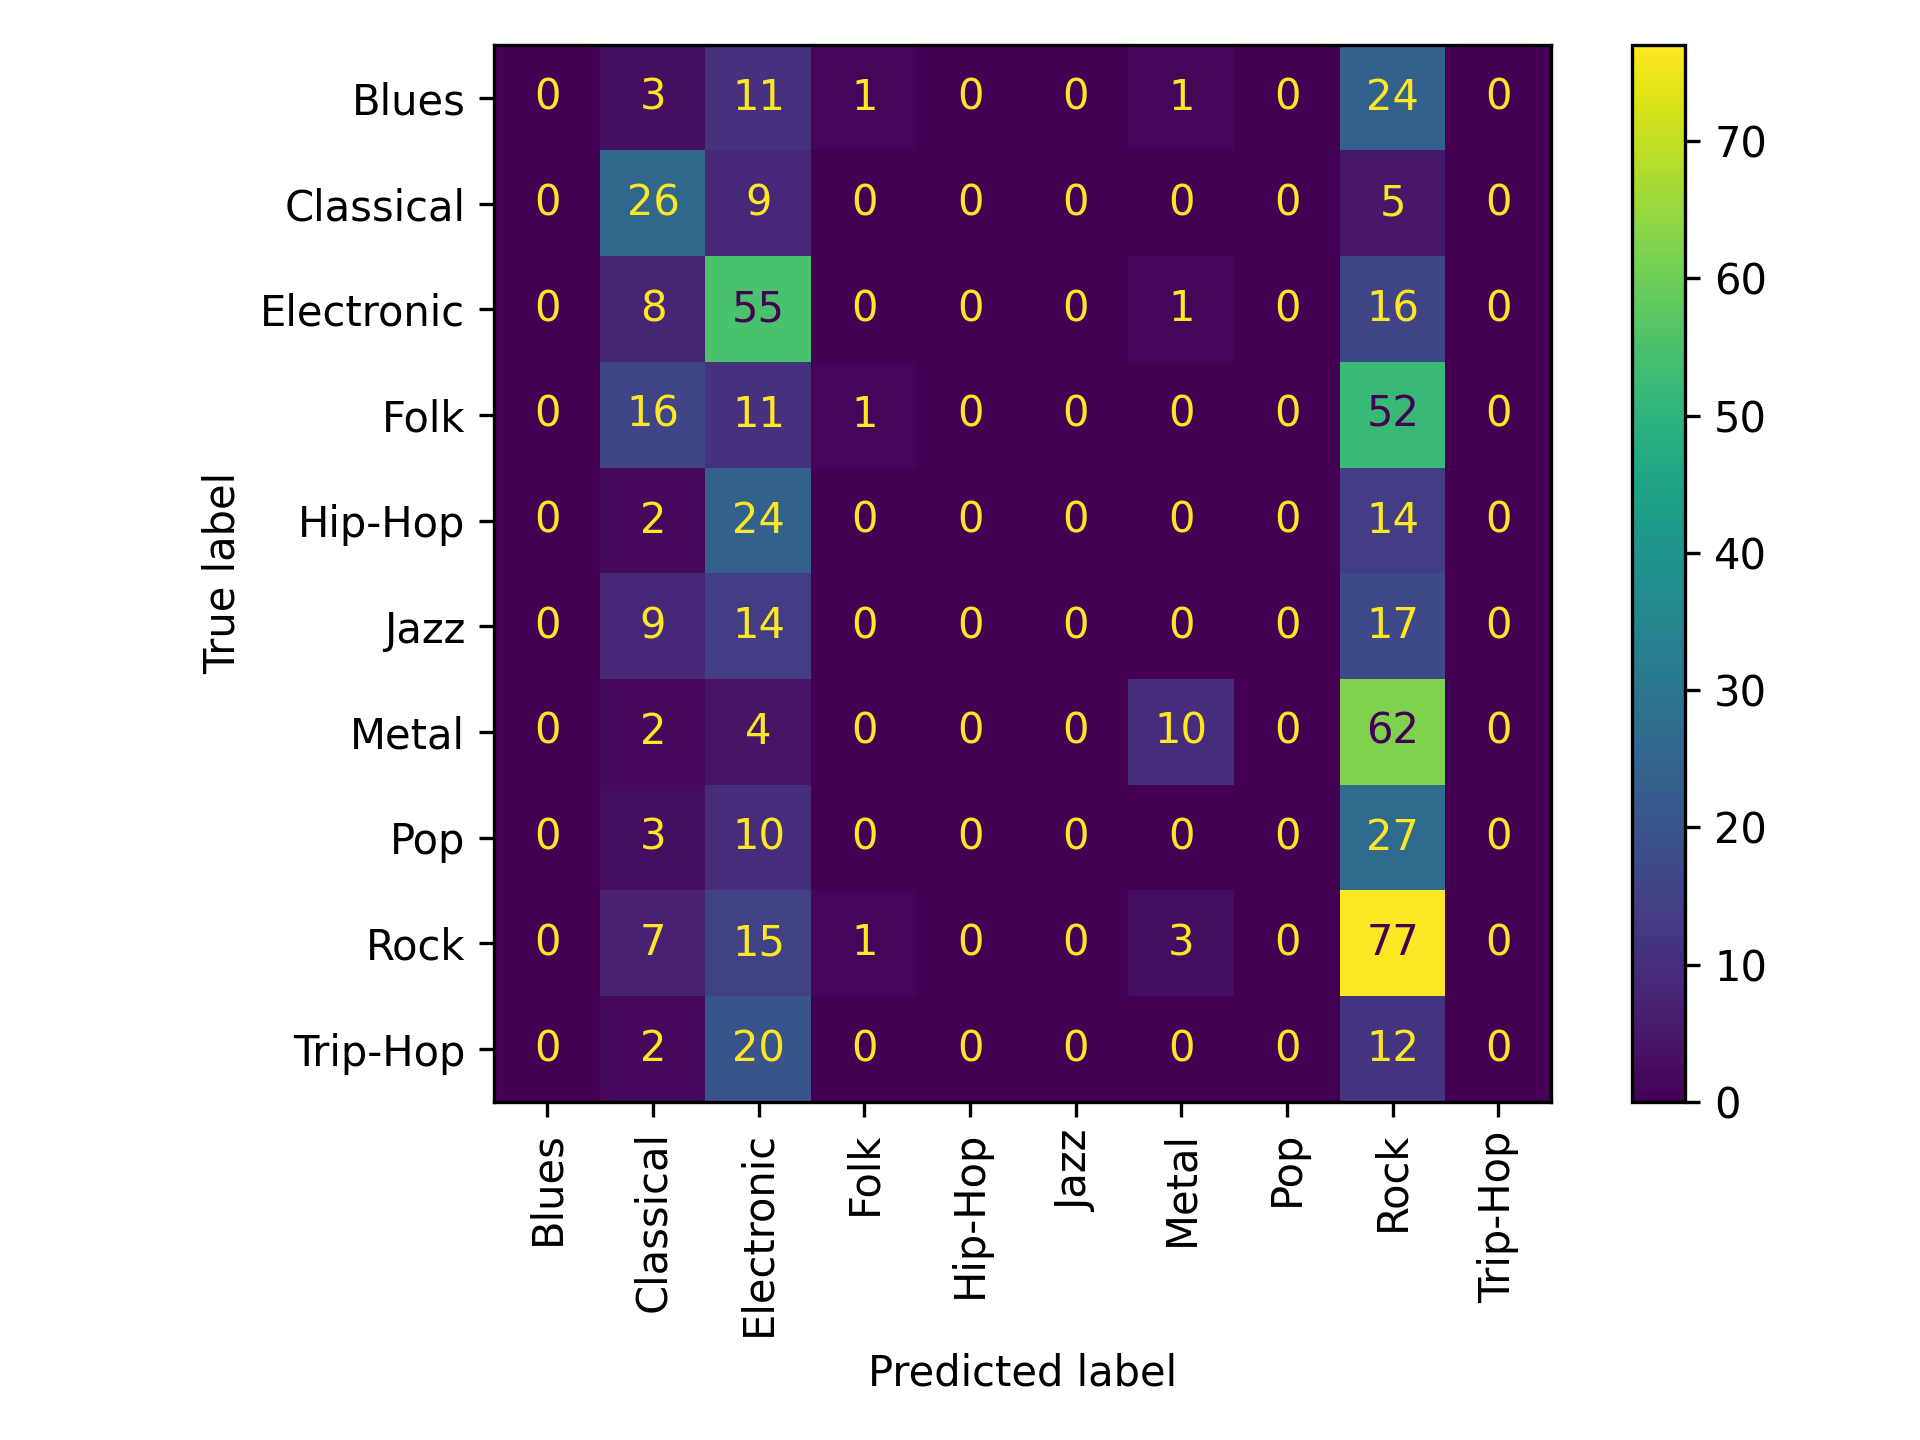 Blues 0 3 11 1 0 0 1 0 24 0
Classical 0 26 9 0 0 0 0 0 5 0
Electronic 0 8 55 0 0 0 1 0 16 0
Folk 0 16 11 1 0 0 0 0 52 0
Hip-Hop 0 2 24 0 0 0 0 0 14 0
Jazz 0 9 14 0 0 0 0 0 17 0
Metal 0 2 4 0 0 0 10 0 62 0
Pop 0 3 10 0 0 0 0 0 27 0
Rock 0 7 15 1 0 0 3 0 77 0
Trip-Hop 0 2 20 0 0 0 0 0 12 0
True label
Blues Classical Electronic Folk Hip-Hop Jazz Metal Pop Rock Trip-Hop
Predicted label
70
60
50
40
30
20
10
0